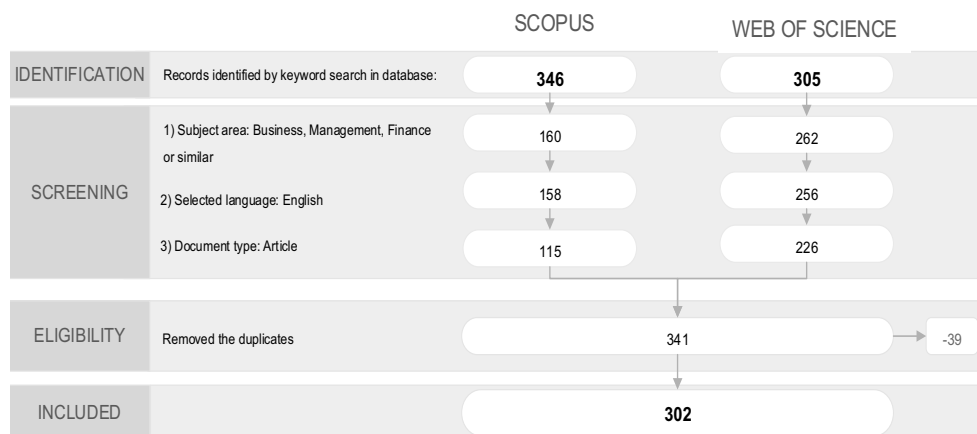 SCOPUS
WEB OF SCIENCE
IDENTIFICATION
Records identified by keyword search in database:
346
305
SCREENING
1) Subject area: Business, Management, Finance
or similar
160
262
2) Selected language: English
158
256
3) Document type: Article
115
226
ELIGIBILITY
Removed the duplicates
341
-39
INCLUDED
302